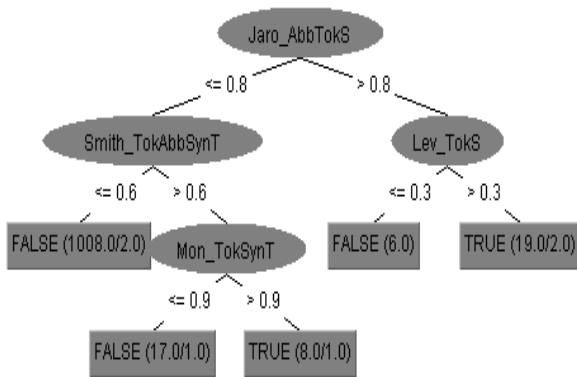 Jaro_AbbTokS
<= 0.8
> 0.8
Smith_TokAbbSynT
Lev_TokS
<= 0.6
> 0.6
<= 0.3
> 0.3
FALSE (1008.0/2.0)
Mon_TokSynT
FALSE (6.0)
TRUE (19.0/2.0)
<= 0.9
> 0.9
FALSE (17.0/1.0)
TRUE (8.0/1.0)